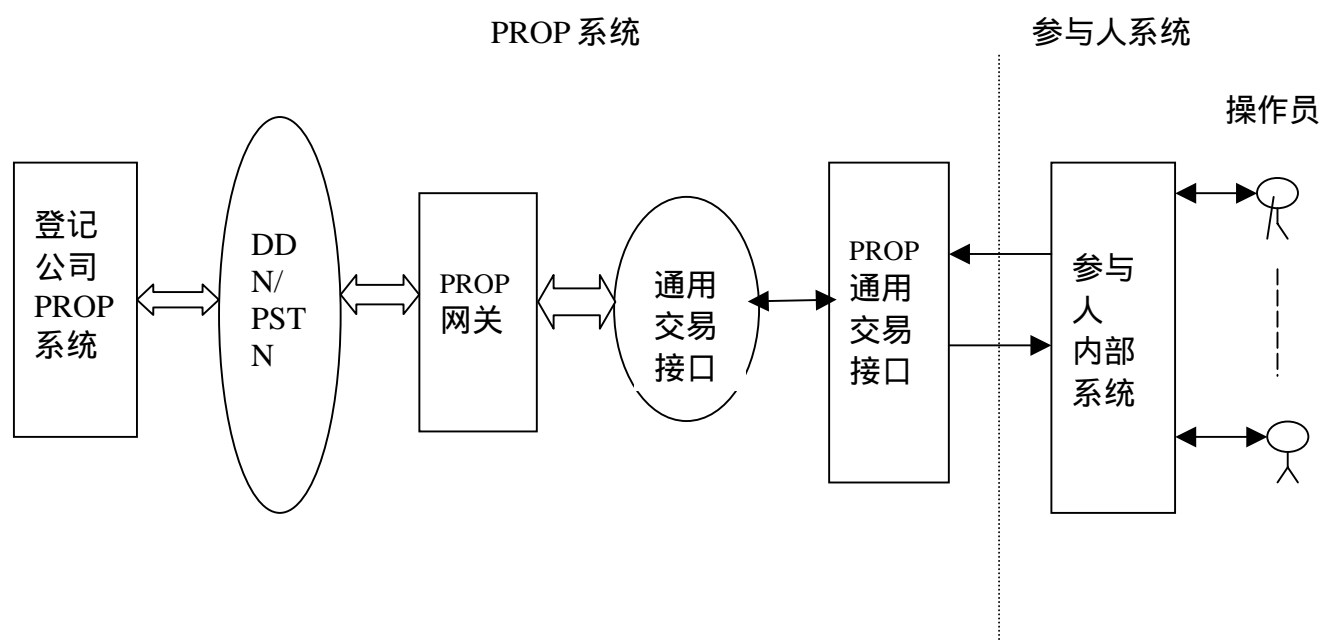 PROP 系统
参与人系统
操作员
登记
公司
PROP
系统
DD
N/
PST
N
PROP
网关
通用
交易
接口
PROP
通用
交易
接口
参与
人
内部
系统